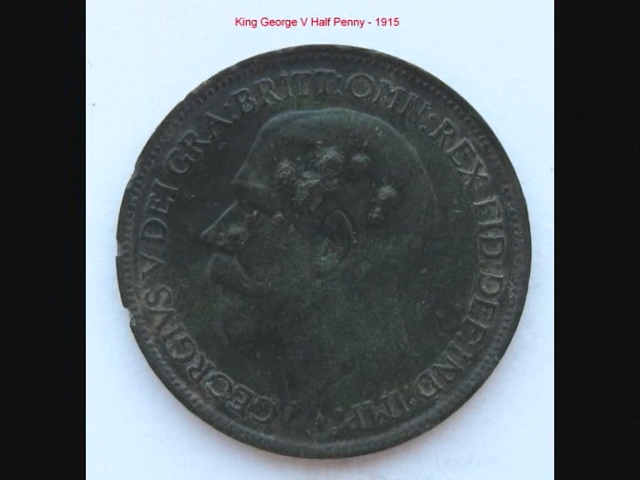 King George V Half Penny - 1915
GEORGIVS V DEI GRA: BRITT: OMN: REX FID: DEF: IND: IMP: